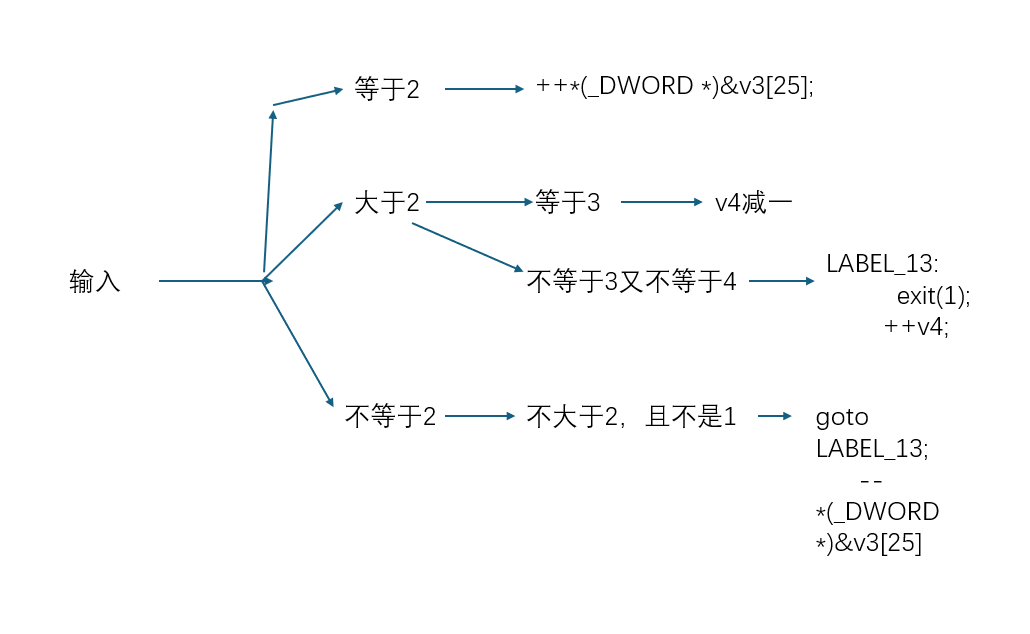 等于2
++*(_DWORD *)&v3[25];
大于2
等于3
v4减一
输入
不等于3又不等于4
LABEL_13:
exit(1);
++v4;
不等于2
不大于2，且不是1
goto
LABEL_13;
--
*(_DWORD
*)&v3[25]